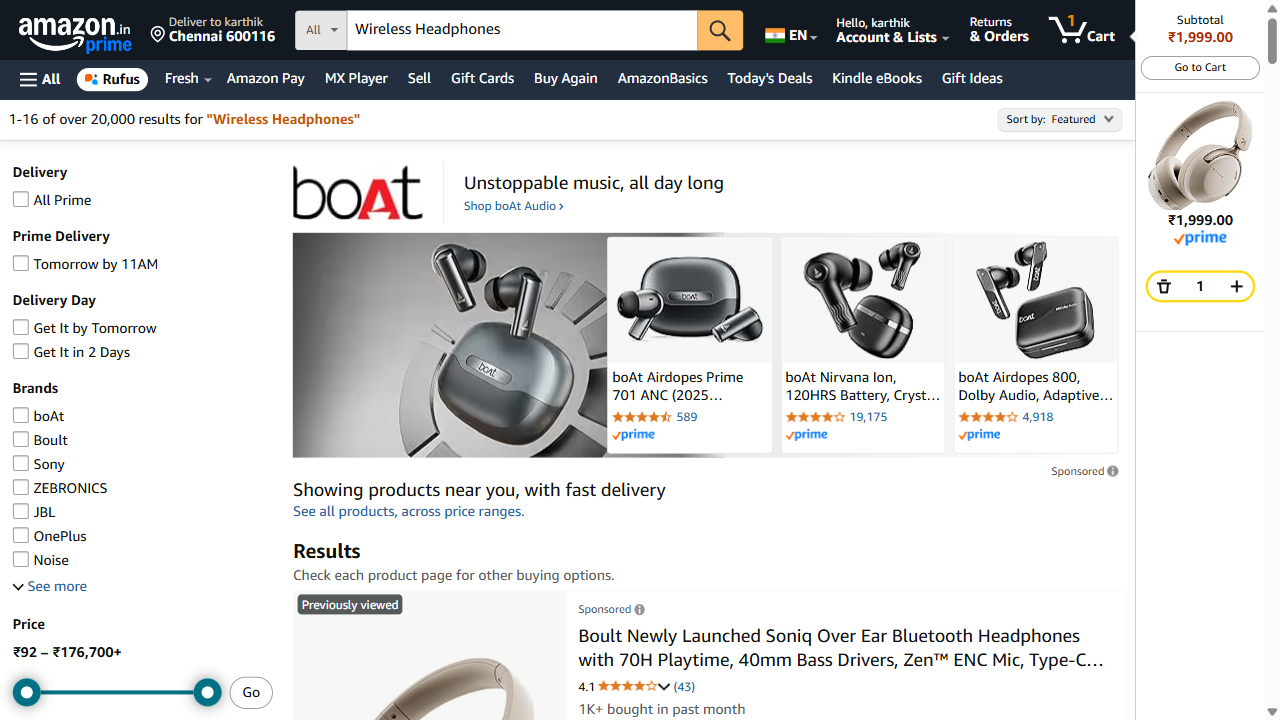 amazon.in
prime
Deliver to karthik
Chennai 600116
All
Wireless Headphones
EN
Hello, karthik
Account & Lists
Returns
& Orders
1
Cart
Subtotal
₹1,999.00
Go to Cart
All
Rufus
Fresh
Amazon Pay
MX Player
Sell
Gift Cards
Buy Again
AmazonBasics
Today's Deals
Kindle eBooks
Gift Ideas
1-16 of over 20,000 results for "Wireless Headphones"
Sort by: Featured
₹1,999.00
prime
1
Delivery
All Prime
Prime Delivery
Tomorrow by 11AM
Delivery Day
Get It by Tomorrow
Get It in 2 Days
Brands
boAt
Boult
Sony
ZEBRONICS
JBL
OnePlus
Noise
See more
Price
₹92 – ₹176,700+
Go
boAt
Unstoppable music, all day long
Shop boAt Audio ›
boAt
boAt
boAt Airdopes Prime
701 ANC (2025…
589
prime
boAt Nirvana Ion,
120HRS Battery, Cryst…
19,175
prime
boAt
boAt Airdopes 800,
Dolby Audio, Adaptive…
4,918
prime
Sponsored
Showing products near you, with fast delivery
See all products, across price ranges.
Results
Check each product page for other buying options.
Previously viewed
Sponsored
Boult Newly Launched Soniq Over Ear Bluetooth Headphones
with 70H Playtime, 40mm Bass Drivers, Zen™ ENC Mic, Type-C…
4.1 (43)
1K+ bought in past month